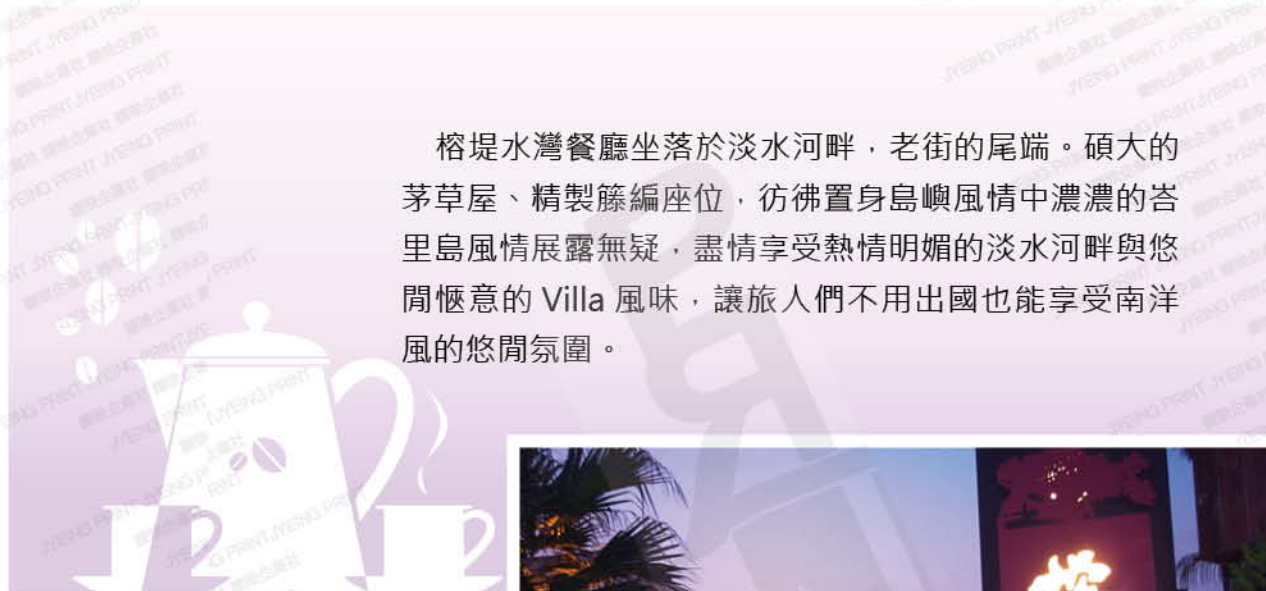 榕堤水灣餐廳坐落於淡水河畔，老街的尾端。碩大的
茅草屋、精製籐編座位，彷彿置身島嶼風情中濃濃的峇
里島風情展露無疑，盡情享受熱情明媚的淡水河畔與悠
閒愜意的 Villa 風味，讓旅人們不用出國也能享受南洋
風的悠閒氛圍。
JYEING PRINT